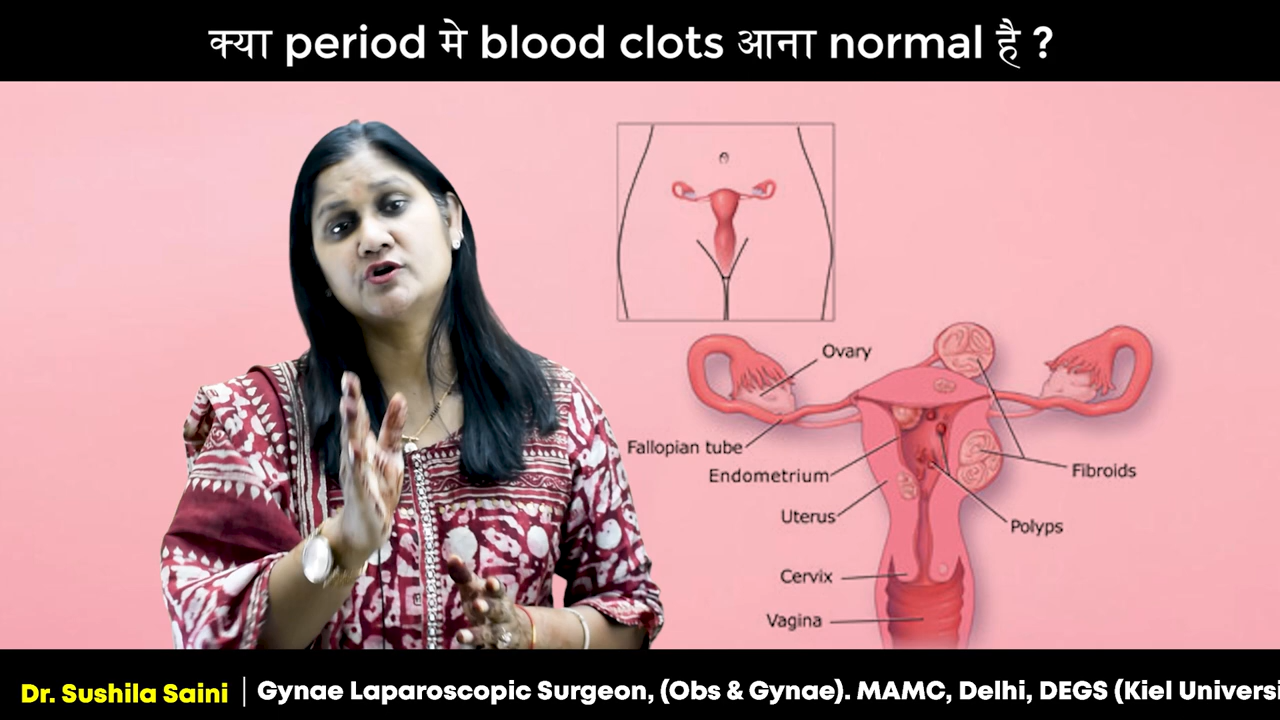 क्या period मे blood clots आना normal है ?
Ovary
Fallopian tube
Endometrium
Uterus
Cervix
Vagina
Fibroids
Polyps
Dr. Sushila Saini | Gynae Laparoscopic Surgeon, (Obs & Gynae). MAMC, Delhi, DEGS (Kiel Universi